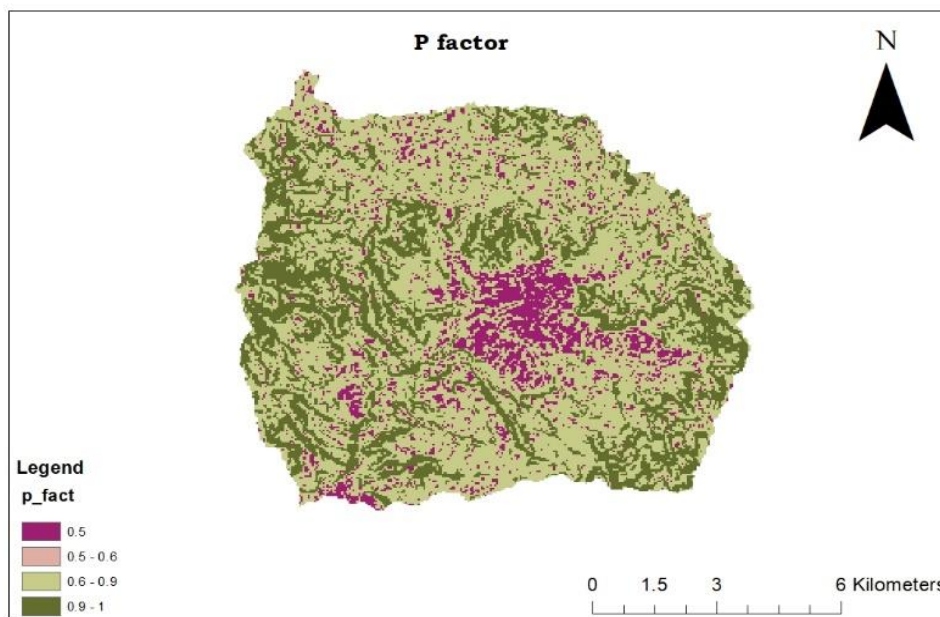 P factor
N
Legend
p_fact
0.5
0.5 - 0.6
0.6 - 0.9
0.9 - 1
0 1.5 3 6 Kilometers